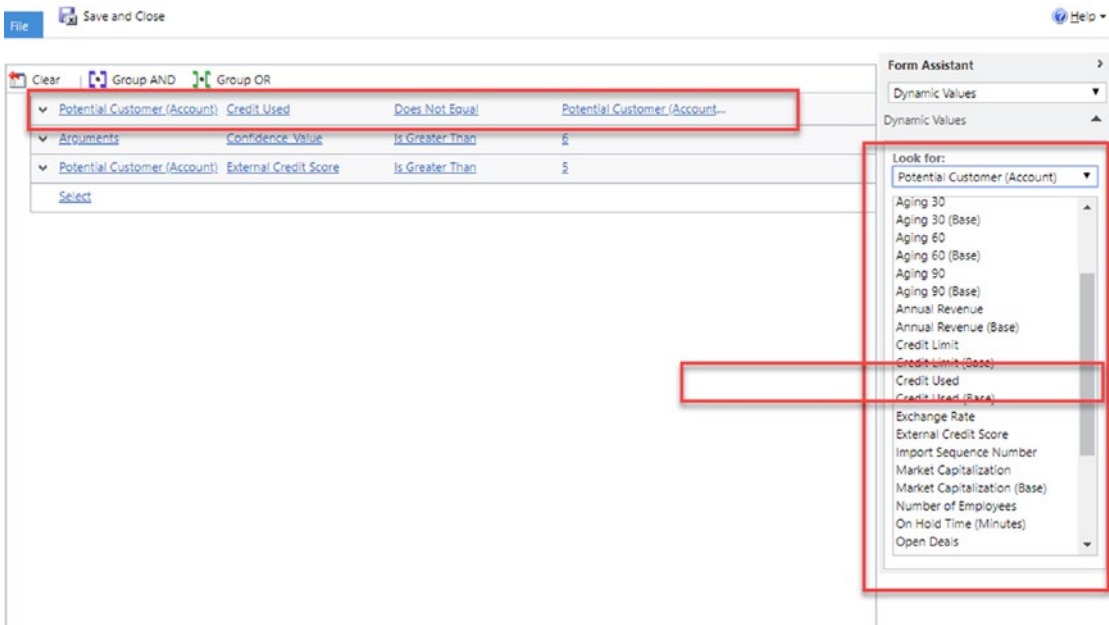 File Save and Close Help
Clear Group AND Group OR
Potential Customer (Account) Credit Used Does Not Equal Potential Customer (Account...
Arguments Confidence_Value Is Greater Than 6
Potential Customer (Account) External Credit Score Is Greater Than 5
Select
Form Assistant
Dynamic Values
Dynamic Values
Look for:
Potential Customer (Account)
Aging 30
Aging 30 (Base)
Aging 60
Aging 60 (Base)
Aging 90
Aging 90 (Base)
Annual Revenue
Annual Revenue (Base)
Credit Limit
Credit Limit (Base)
Credit Used
Credit Used (Base)
Exchange Rate
External Credit Score
Import Sequence Number
Market Capitalization
Market Capitalization (Base)
Number of Employees
On Hold Time (Minutes)
Open Deals